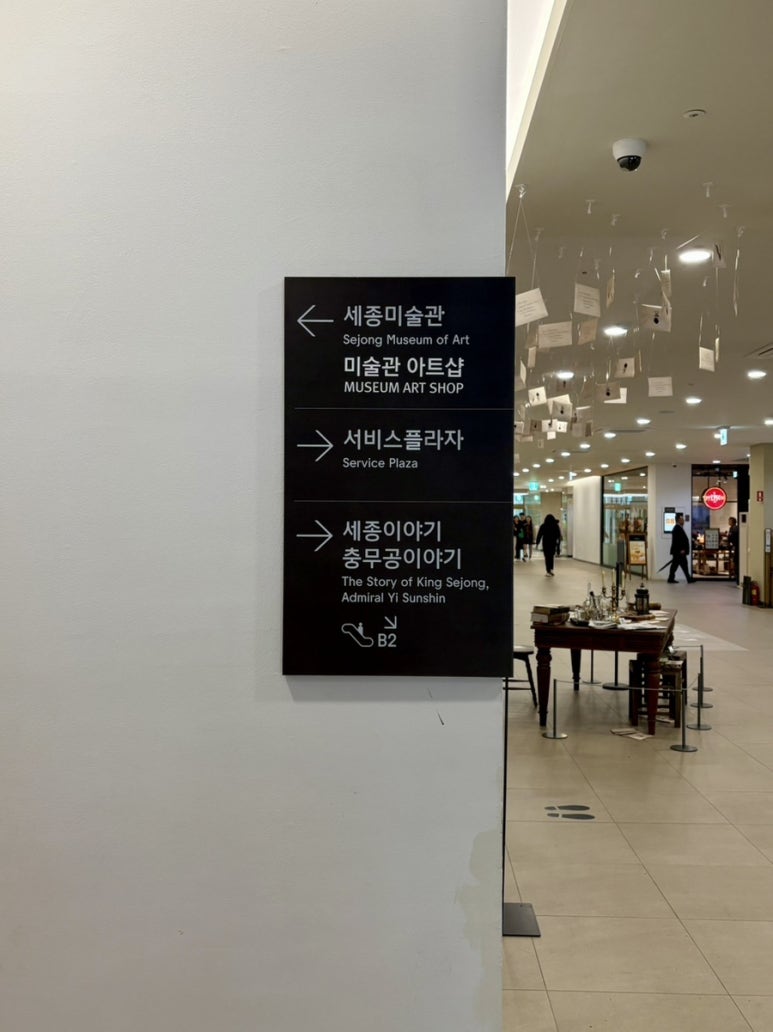 세종미술관
Sejong Museum of Art
미술관 아트샵
MUSEUM ART SHOP
서비스플라자
Service Plaza
세종이야기
충무공이야기
The Story of King Sejong,
Admiral Yi Sunshin
B2